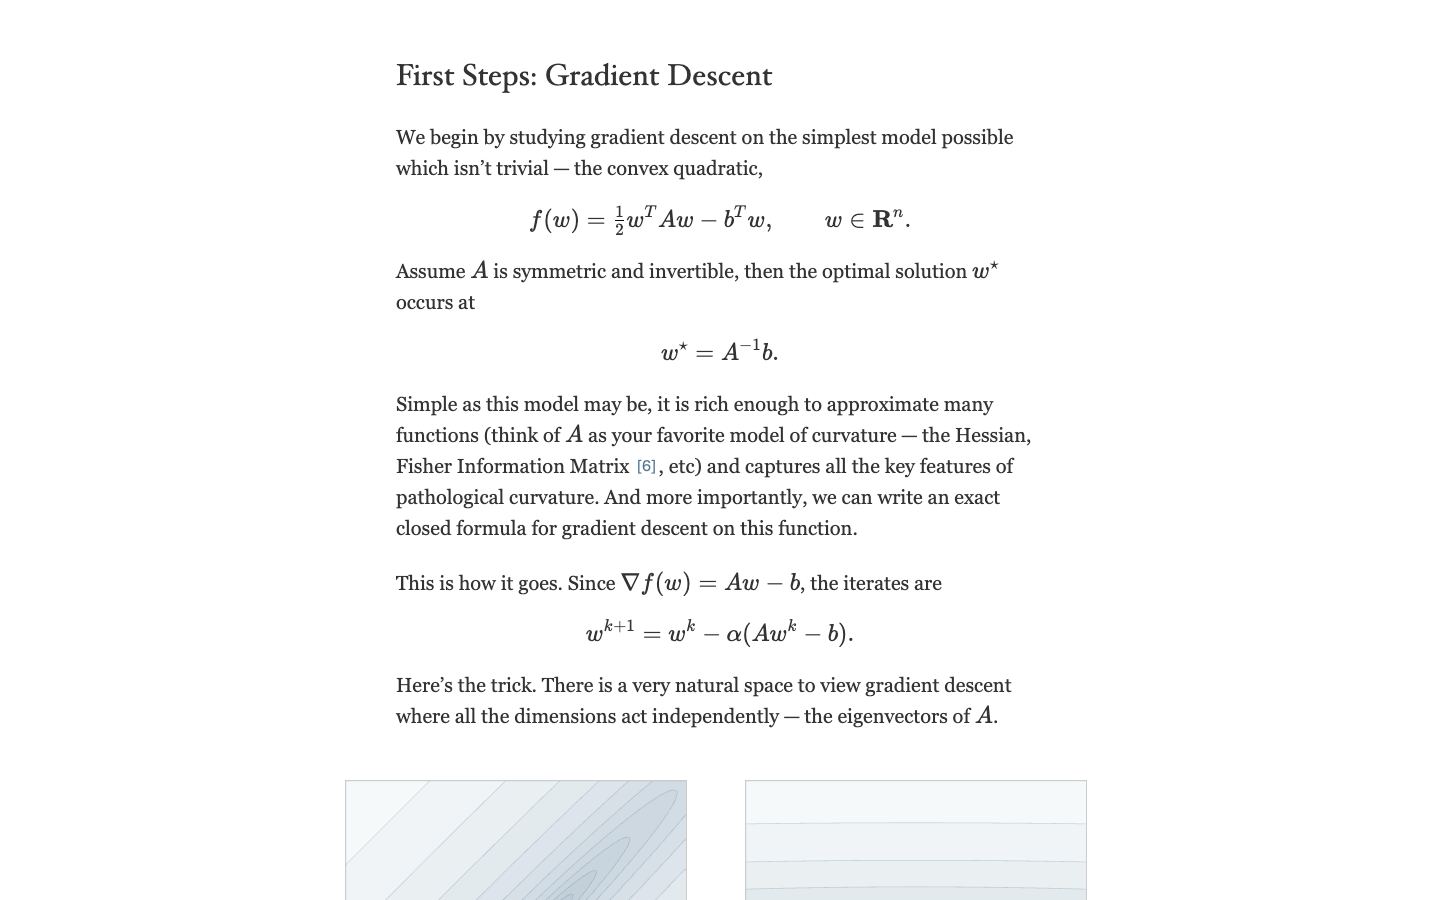 First Steps: Gradient Descent
We begin by studying gradient descent on the simplest model possible
which isn’t trivial — the convex quadratic,
f(w) = ½wᵀAw − bᵀw,  w ∈ Rⁿ.
Assume A is symmetric and invertible, then the optimal solution w⋆
occurs at
w⋆ = A⁻¹b.
Simple as this model may be, it is rich enough to approximate many
functions (think of A as your favorite model of curvature — the Hessian,
Fisher Information Matrix [6], etc) and captures all the key features of
pathological curvature. And more importantly, we can write an exact
closed formula for gradient descent on this function.
This is how it goes. Since ∇f(w) = Aw − b, the iterates are
wᵏ⁺¹ = wᵏ − α(Awᵏ − b).
Here’s the trick. There is a very natural space to view gradient descent
where all the dimensions act independently — the eigenvectors of A.